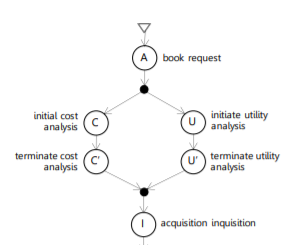 A book request
initial cost
analysis
C
U
initiate utility
analysis
terminate cost
analysis
C'
U'
terminate utility
analysis
I acquisition inquisition